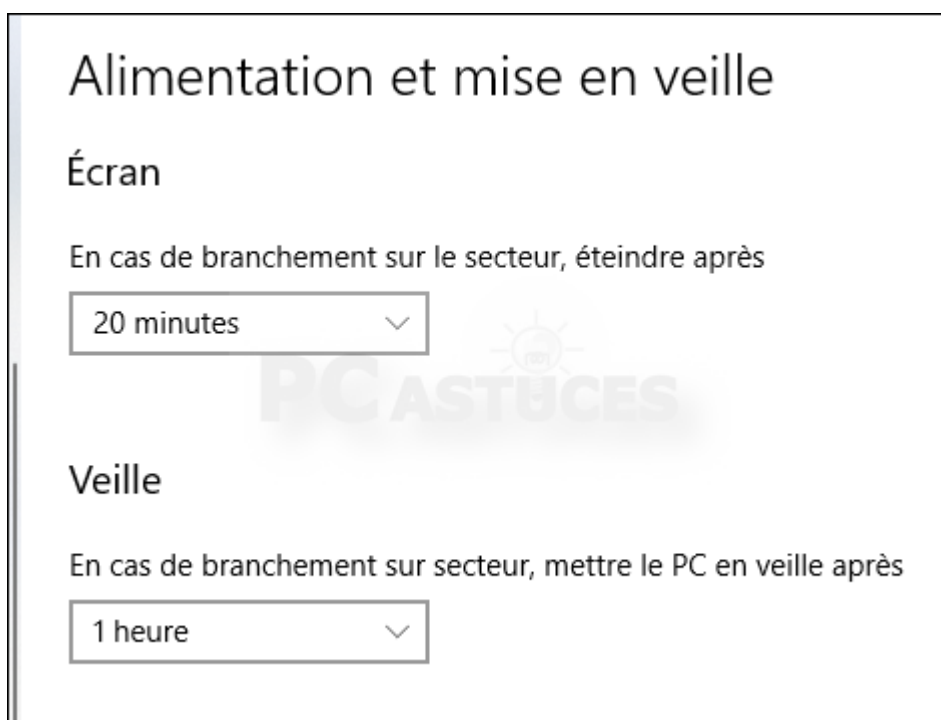 Alimentation et mise en veille
Écran
En cas de branchement sur le secteur, éteindre après
20 minutes
PC ASTUCES
Veille
En cas de branchement sur secteur, mettre le PC en veille après
1 heure